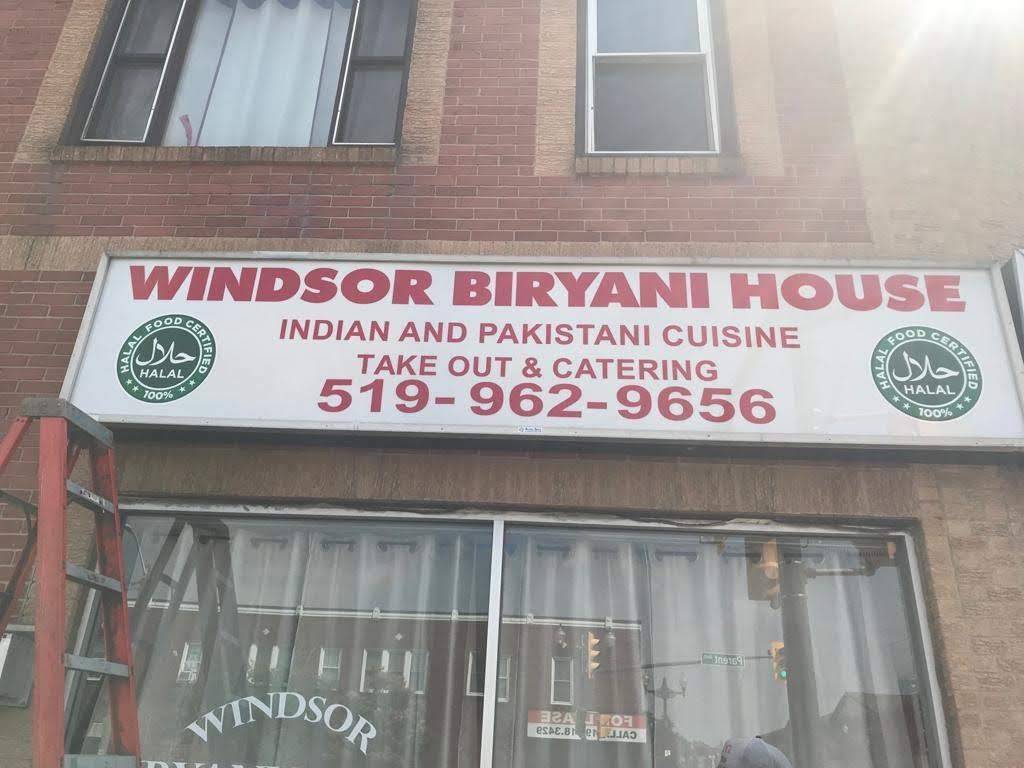 WINDSOR BIRYANI HOUSE
INDIAN AND PAKISTANI CUISINE
TAKE OUT & CATERING
519-962-9656
HALAL FOOD CERTIFIED
حلال
HALAL
100%
HALAL FOOD CERTIFIED
حلال
HALAL
100%
Parent
FOR LEASE
WINDSOR